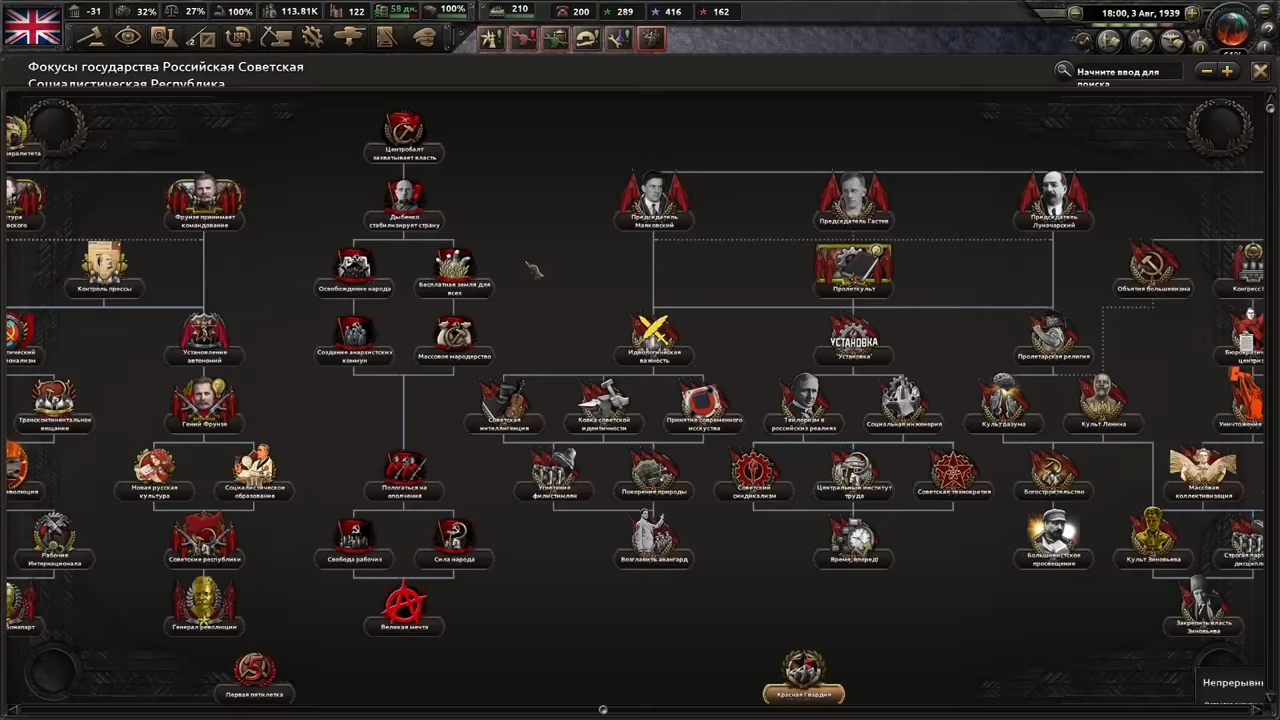 -31
32%
27%
100%
113.81K
122
58 дн.
100%
210
200
289
416
162
18:00, 3 Авг, 1939
Фокусы государства Российская Советская
Социалистическая Республика
Начните ввод для
поиска
Центробалт
захватывает власть
Фрунзе принимает
командование
Дыбенко
стабилизирует страну
Председатель
Маяковский
Председатель Гастев
Председатель
Луначарский
Контроль прессы
Освобождение народа
Бесплатная земля для
всех
Пролеткульт
Объятия большевизма
Установление
автономий
Создание анархистских
коммун
Массовое мародерство
Идеологическая
важность
УСТАНОВКА
"Установка"
Пролетарская религия
Трансконтинентальное
вещание
Гений Фрунзе
Советская
интеллигенция
Ковка советской
идентичности
Принятие современного
исскуства
Тейлоризм в
российских реалиях
Социальная инженерия
Культ разума
Культ Ленина
Новая русская
культура
Социалистическое
образование
Полагаться на
ополчения
Угнетение
филистимлян
Покорение природы
Советский
синдикализм
Центральный институт
труда
Советская технократия
Богостроительство
Массовая
коллективизация
Рабочие
Интернационала
Советские республики
Свобода рабочих
Сила народа
Возглавить авангард
Время, вперед!
Большевистское
просвещение
Культ Зиновьева
Генерал революции
Великая мечта
Закрепить власть
Зиновьева
5
Первая пятилетка
Красная Гвардия
Непрерывн